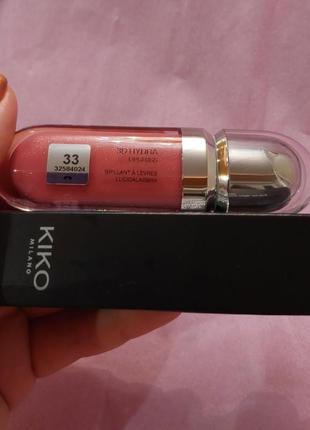 33
32584024
3D HYDRA
LIPGLOSS
BRILLANT À LÈVRES
LUCIDALABBRA
KIKO
MILANO